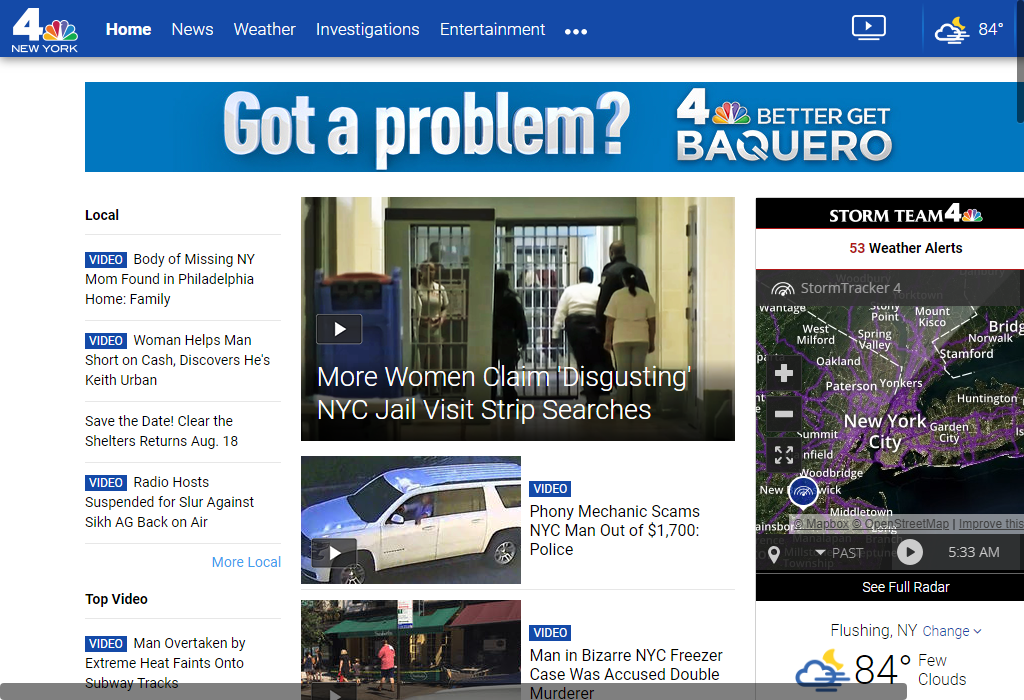 4
NEW YORK
Home
News
Weather
Investigations
Entertainment
84°
Got a problem?
4 BETTER GET
BAQUERO
Local
VIDEO Body of Missing NY
Mom Found in Philadelphia
Home: Family
VIDEO Woman Helps Man
Short on Cash, Discovers He's
Keith Urban
Save the Date! Clear the
Shelters Returns Aug. 18
VIDEO Radio Hosts
Suspended for Slur Against
Sikh AG Back on Air
More Local
Top Video
VIDEO Man Overtaken by
Extreme Heat Faints Onto
Subway Tracks
More Women Claim 'Disgusting'
NYC Jail Visit Strip Searches
VIDEO
Phony Mechanic Scams
NYC Man Out of $1,700:
Police
VIDEO
Man in Bizarre NYC Freezer
Case Was Accused Double
Murderer
STORM TEAM 4
53 Weather Alerts
StormTracker 4
Woodbury
Yorktown
Wantage
Stony
Point
Mount
Kisco
West
Milford
Spring
Valley
Bridg
Norwalk
Stamford
Oakland
Paterson
Yonkers
Huntington
New York
City
Garden
City
Is
Summit
nfield
Woodbridge
New
wick
Middletown
ainsbo
© Mapbox © OpenStreetMap | Improve this
Manalapan
Township
PAST
5:33 AM
See Full Radar
Flushing, NY Change
84° Few
Clouds